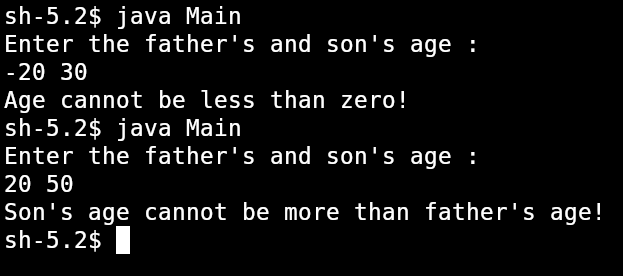 sh-5.2$ java Main
Enter the father's and son's age :
-20 30
Age cannot be less than zero!
sh-5.2$ java Main
Enter the father's and son's age :
20 50
Son's age cannot be more than father's age!
sh-5.2$